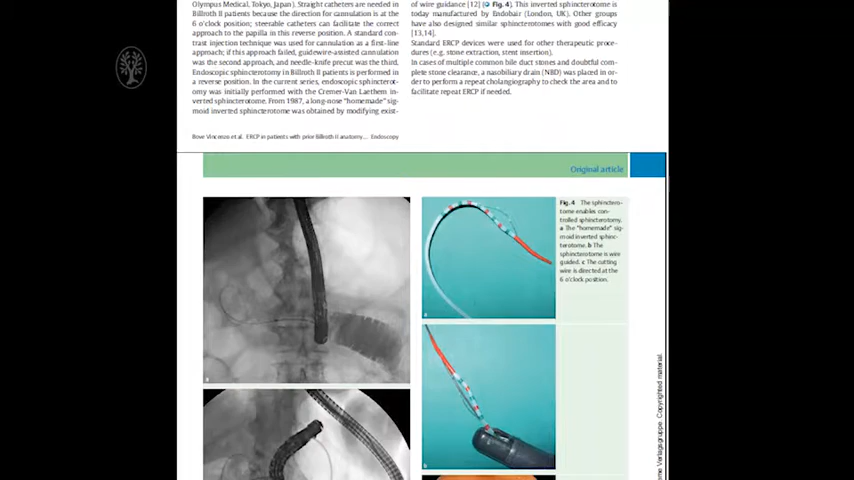 Olympus Medical, Tokyo, Japan). Straight catheters are needed in
Billroth II patients because the direction for cannulation is at the
6 o'clock position; steerable catheters can facilitate the correct
approach to the papilla in this reverse position. A standard con-
trast injection technique was used for cannulation as a first-line
approach; if this approach failed, guidewire-assisted cannulation
was the second approach, and needle-knife precut was the third.
Endoscopic sphincterotomy in Billroth II patients is performed in
a reverse position. In the current series, endoscopic sphincterot-
omy was initially performed with the Cremer-Van Laethem in-
verted sphincterotome. From 1987, a long-nose "homemade" sig-
moid inverted sphincterotome was obtained by modifying exist-
of wire guidance [12] (Fig. 4). This inverted sphincterotome is
today manufactured by Endobair (London, UK). Other groups
have also designed similar sphincterotomes with good efficacy
[13,14].
Standard ERCP devices were used for other therapeutic proce-
dures (e.g. stone extraction, stent insertion).
In cases of multiple common bile duct stones and doubtful com-
plete stone clearance, a nasobiliary drain (NBD) was placed in or-
der to perform a repeat cholangiography to check the area and to
facilitate repeat ERCP if needed.
Bove Vincenzo et al. ERCP in patients with prior Billroth II anatomy… Endoscopy
Original article
Fig. 4 The sphinctero-
tome enables con-
trolled sphincterotomy.
a The "homemade" sig-
moid inverted sphinc-
terotome. b The
sphincterotome is wire
guided. c The cutting
wire is directed at the
6 o'clock position.
a
a
b
me Verlagsgruppe. Copyrighted material.